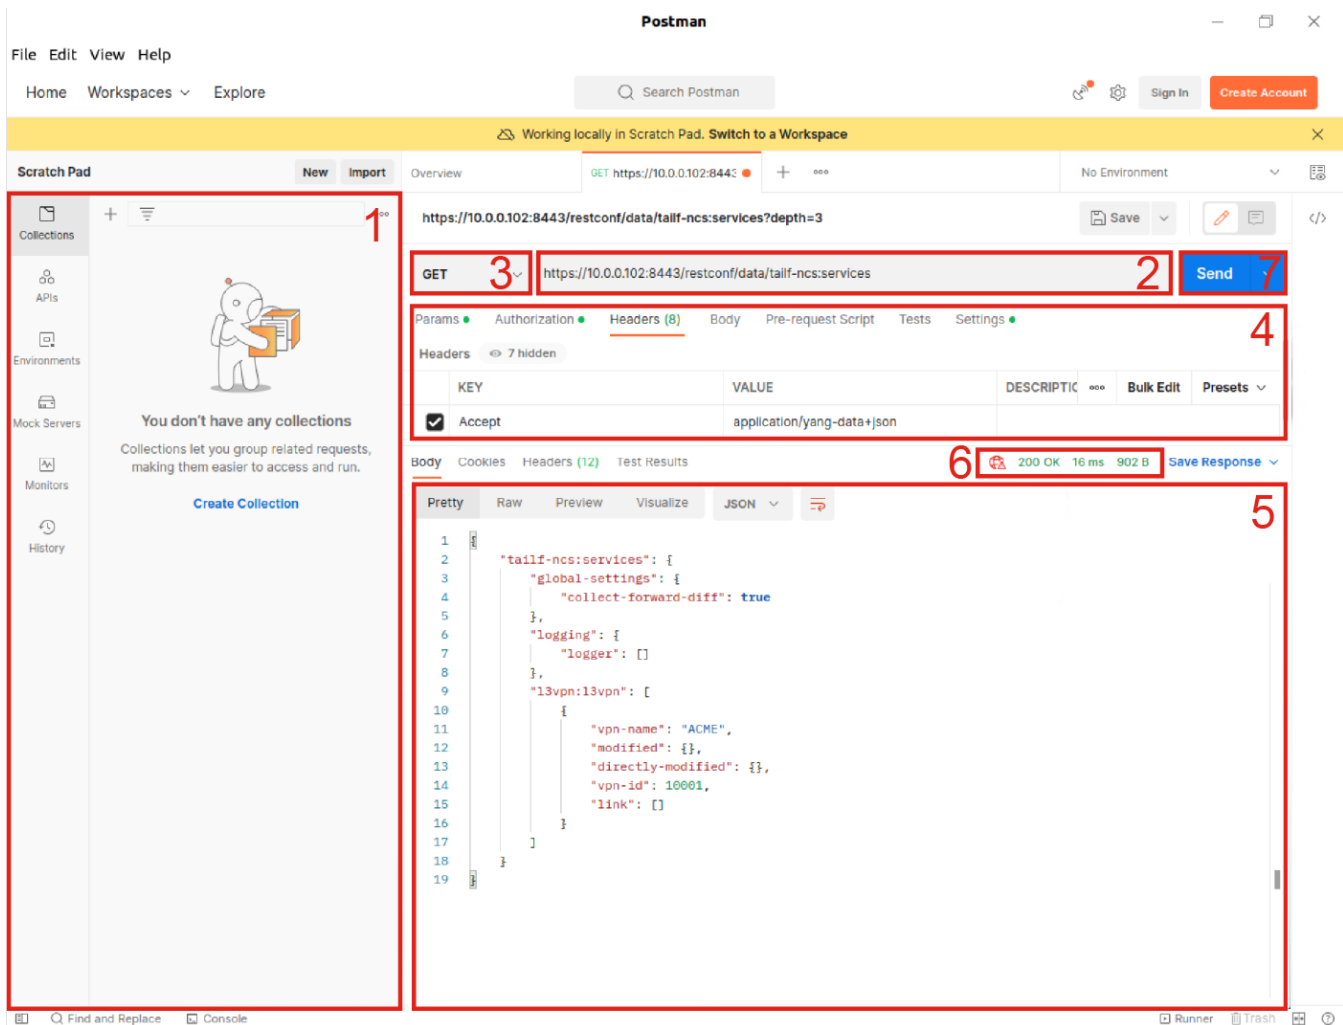 Postman
File Edit View Help
Home Workspaces Explore
Search Postman
Sign In
Create Account
Working locally in Scratch Pad. Switch to a Workspace
Scratch Pad
New
Import
Overview
GET https://10.0.0.102:8443
No Environment
1
Collections
APIs
Environments
Mock Servers
Monitors
History
You don't have any collections
Collections let you group related requests,
making them easier to access and run.
Create Collection
https://10.0.0.102:8443/restconf/data/tailf-ncs:services?depth=3
Save
GET
3
https://10.0.0.102:8443/restconf/data/tailf-ncs:services
2
Send
7
Params Authorization Headers (8) Body Pre-request Script Tests Settings
4
Headers 7 hidden
KEY VALUE DESCRIPTIC Bulk Edit Presets
Accept application/yang-data+json
Body Cookies Headers (12) Test Results
6
200 OK 16 ms 902 B
Save Response
Pretty Raw Preview Visualize JSON
5
1 {
2 "tailf-ncs:services": {
3 "global-settings": {
4 "collect-forward-diff": true
5 },
6 "logging": {
7 "logger": []
8 },
9 "l3vpn:l3vpn": [
10 {
11 "vpn-name": "ACME",
12 "modified": {},
13 "directly-modified": {},
14 "vpn-id": 10001,
15 "link": []
16 }
17 ]
18 }
19 }
Find and Replace Console
Runner Trash